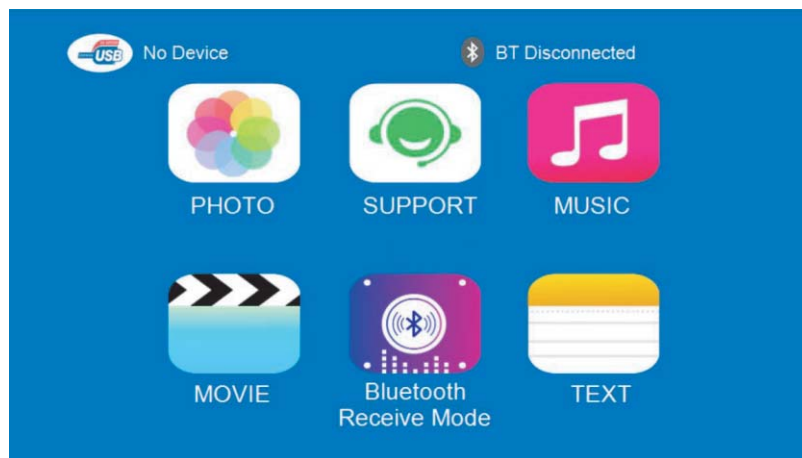 USB No Device
BT Disconnected
PHOTO
SUPPORT
MUSIC
MOVIE
Bluetooth
Receive Mode
TEXT